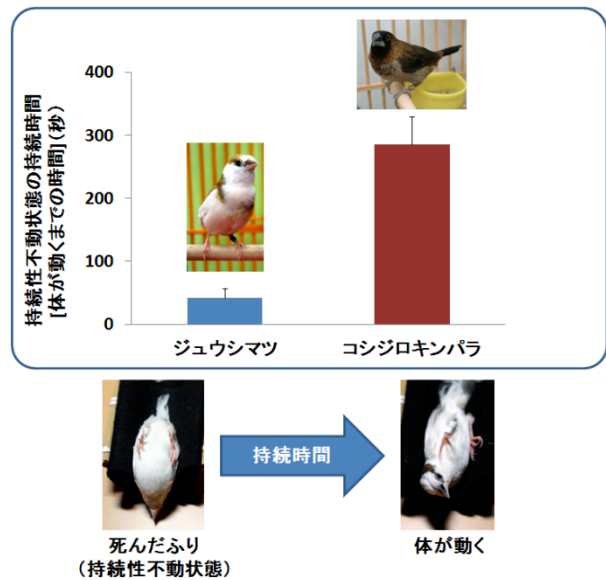 持続性不動状態の持続時間
[体が動くまでの時間](秒)
400
300
200
100
0
ジュウシマツ
コシジロキンパラ
持続時間
死んだふり
(持続性不動状態)
体が動く